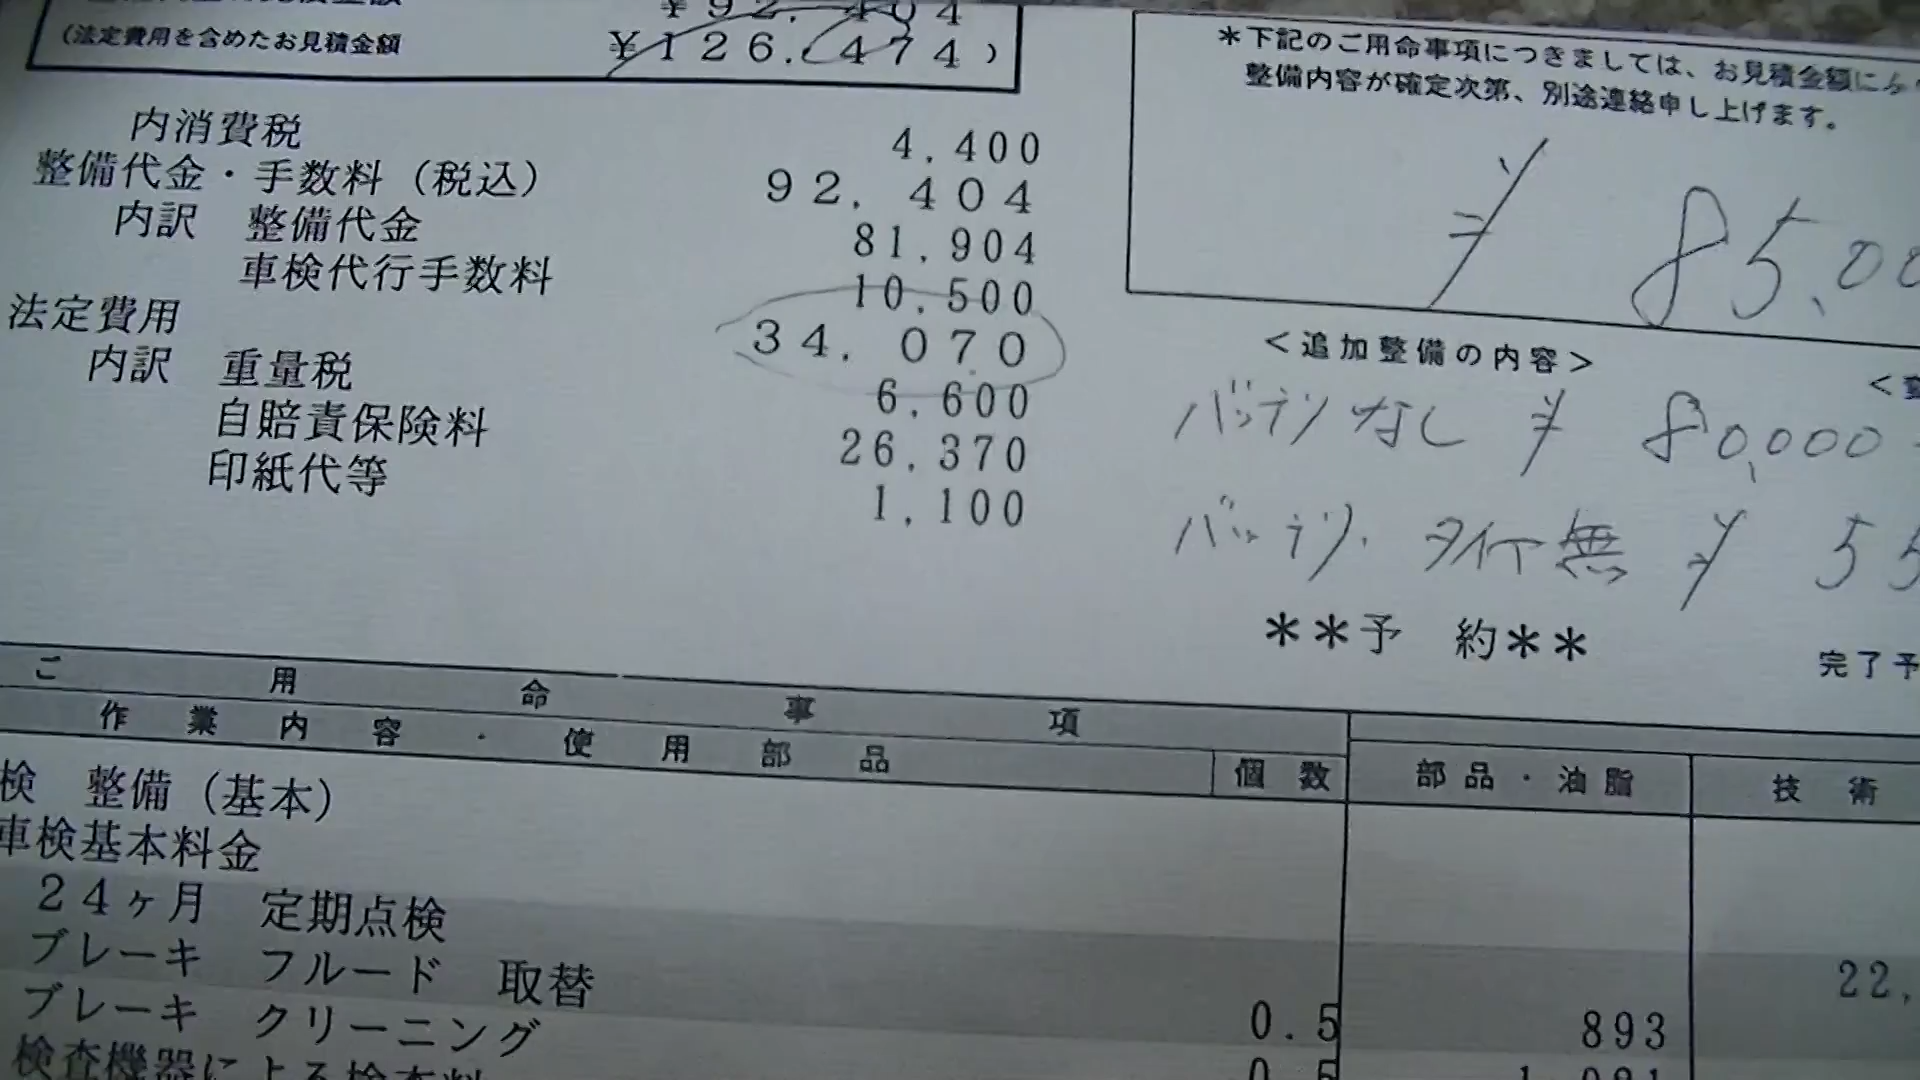 ¥92,404
(法定費用を含めたお見積金額 ¥126,474)
内消費税 4,400
整備代金・手数料(税込) 92,404
内訳 整備代金 81,904
車検代行手数料 10,500
法定費用 34,070
内訳 重量税 6,600
自賠責保険料 26,370
印紙代等 1,100
*下記のご用命事項につきましては、お見積金額に
整備内容が確定次第、別途連絡申し上げます。
¥ 85,00
<追加整備の内容>
バッテリなし ¥ 80,000
バッテリ・タイヤ無 ¥ 55
**予 約**
完了予
ご用命事項
作業内容・使用部品 個数 部品・油脂 技術
検 整備(基本)
車検基本料金
24ヶ月 定期点検 22,
ブレーキ フルード 取替 0.5 893
ブレーキ クリーニング 0.5
検査機器による検査料